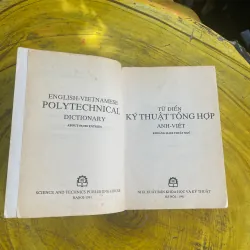 ENGLISH-VIETNAMESE
POLYTECHNICAL
DICTIONARY
TỪ ĐIỂN
KỸ THUẬT TỔNG HỢP
ANH-VIỆT
SCIENCE AND TECHNICS PUBLISHING HOUSE
NHÀ XUẤT BẢN KHOA HỌC VÀ KỸ THUẬT